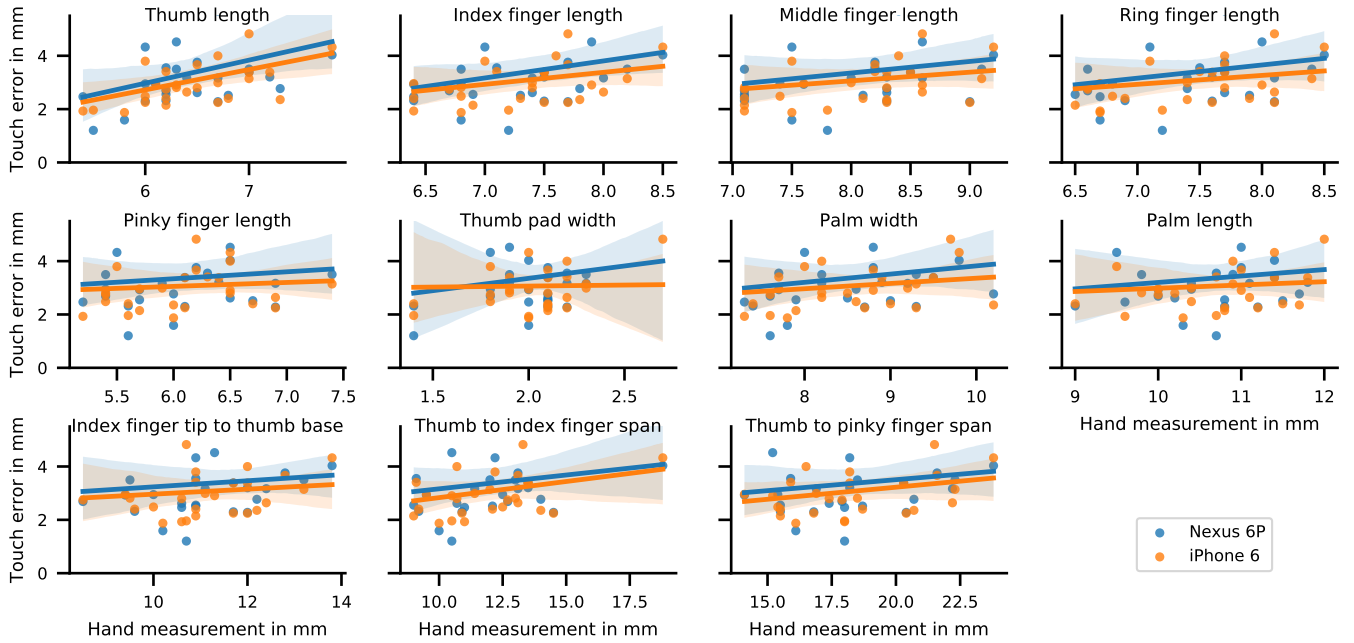 Thumb length
Index finger length
Middle finger length
Ring finger length
Touch error in mm
4
2
0
6 7
6.5 7.0 7.5 8.0 8.5
7.0 7.5 8.0 8.5 9.0
6.5 7.0 7.5 8.0 8.5
Pinky finger length
Thumb pad width
Palm width
Palm length
Touch error in mm
4
2
0
5.5 6.0 6.5 7.0 7.5
1.5 2.0 2.5
8 9 10
9 10 11 12
Hand measurement in mm
Index finger tip to thumb base
Thumb to index finger span
Thumb to pinky finger span
Touch error in mm
4
2
0
10 12 14
10.0 12.5 15.0 17.5
15.0 17.5 20.0 22.5
Hand measurement in mm
Hand measurement in mm
Hand measurement in mm
Nexus 6P
iPhone 6